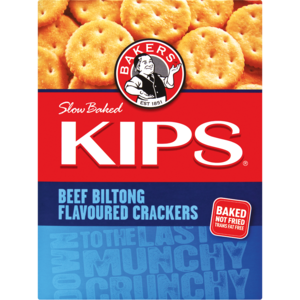 BAKERS
EST 1851
Slow Baked
KIPS®
BEEF BILTONG
FLAVOURED CRACKERS
BAKED
NOT FRIED
TRANS FAT FREE
DOWN
TO THE LAST
MUNCHY
CRUNCHY